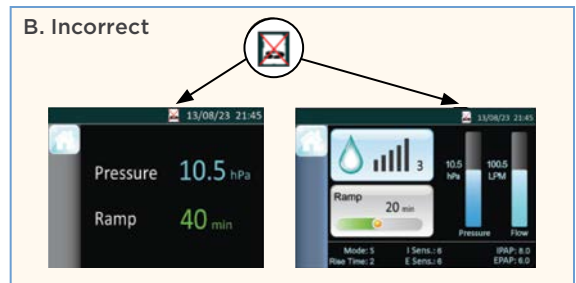 B. Incorrect
13/08/23 21:45
Pressure 10.5 hPa
Ramp 40 min
13/08/23 21:45
3
10.5 hPa
100.5 LPM
Ramp
20 min
Pressure Flow
Mode: 5 I Sens.: 6 IPAP: 8.0
Rise Time: 2 E Sens.: 6 EPAP: 6.0